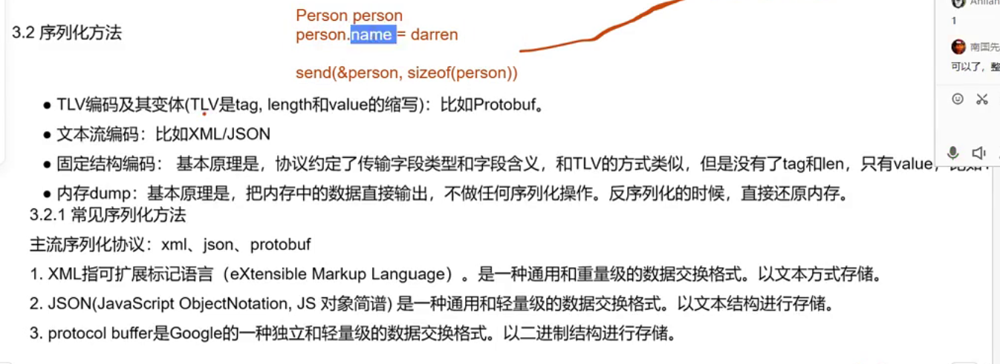 Person person
3.2 序列化方法
person.name = darren
send(&person, sizeof(person))
● TLV编码及其变体(TLV是tag, length和value的缩写)：比如Protobuf。
● 文本流编码：比如XML/JSON
● 固定结构编码： 基本原理是，协议约定了传输字段类型和字段含义，和TLV的方式类似，但是没有了tag和len，只有value，
● 内存dump：基本原理是，把内存中的数据直接输出，不做任何序列化操作。反序列化的时候，直接还原内存。
3.2.1 常见序列化方法
主流序列化协议：xml、json、protobuf
1. XML指可扩展标记语言（eXtensible Markup Language）。是一种通用和重量级的数据交换格式。以文本方式存储。
2. JSON(JavaScript ObjectNotation, JS 对象简谱) 是一种通用和轻量级的数据交换格式。以文本结构进行存储。
3. protocol buffer是Google的一种独立和轻量级的数据交换格式。以二进制结构进行存储。
1
南国先
可以了，整